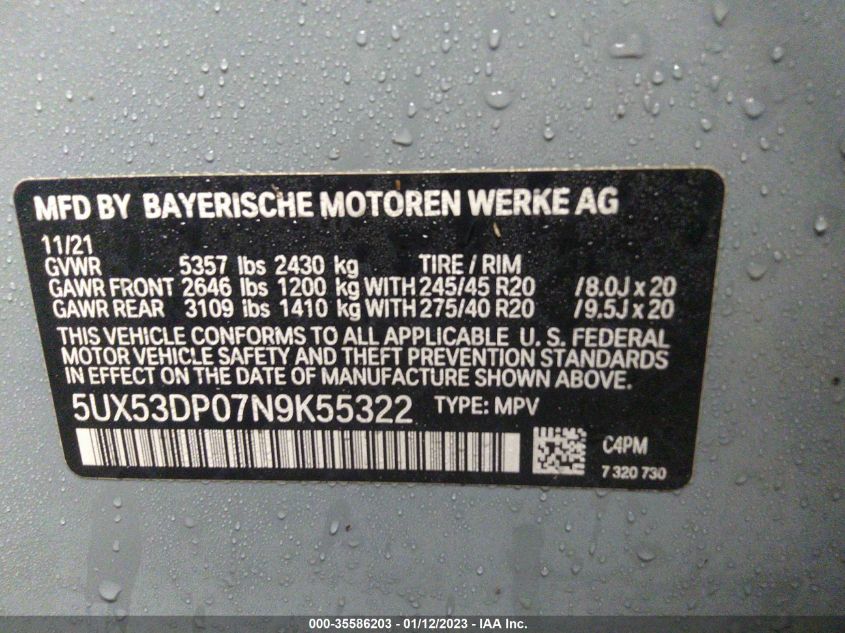 MFD BY BAYERISCHE MOTOREN WERKE AG
11/21
GVWR 5357 lbs 2430 kg TIRE / RIM
GAWR FRONT 2646 lbs 1200 kg WITH 245/45 R20 /8.0J x 20
GAWR REAR 3109 lbs 1410 kg WITH 275/40 R20 /9.5J x 20
THIS VEHICLE CONFORMS TO ALL APPLICABLE U. S. FEDERAL
MOTOR VEHICLE SAFETY AND THEFT PREVENTION STANDARDS
IN EFFECT ON THE DATE OF MANUFACTURE SHOWN ABOVE.
5UX53DP07N9K55322 TYPE: MPV
C4PM
7 320 730
000-35586203 - 01/12/2023 - IAA Inc.